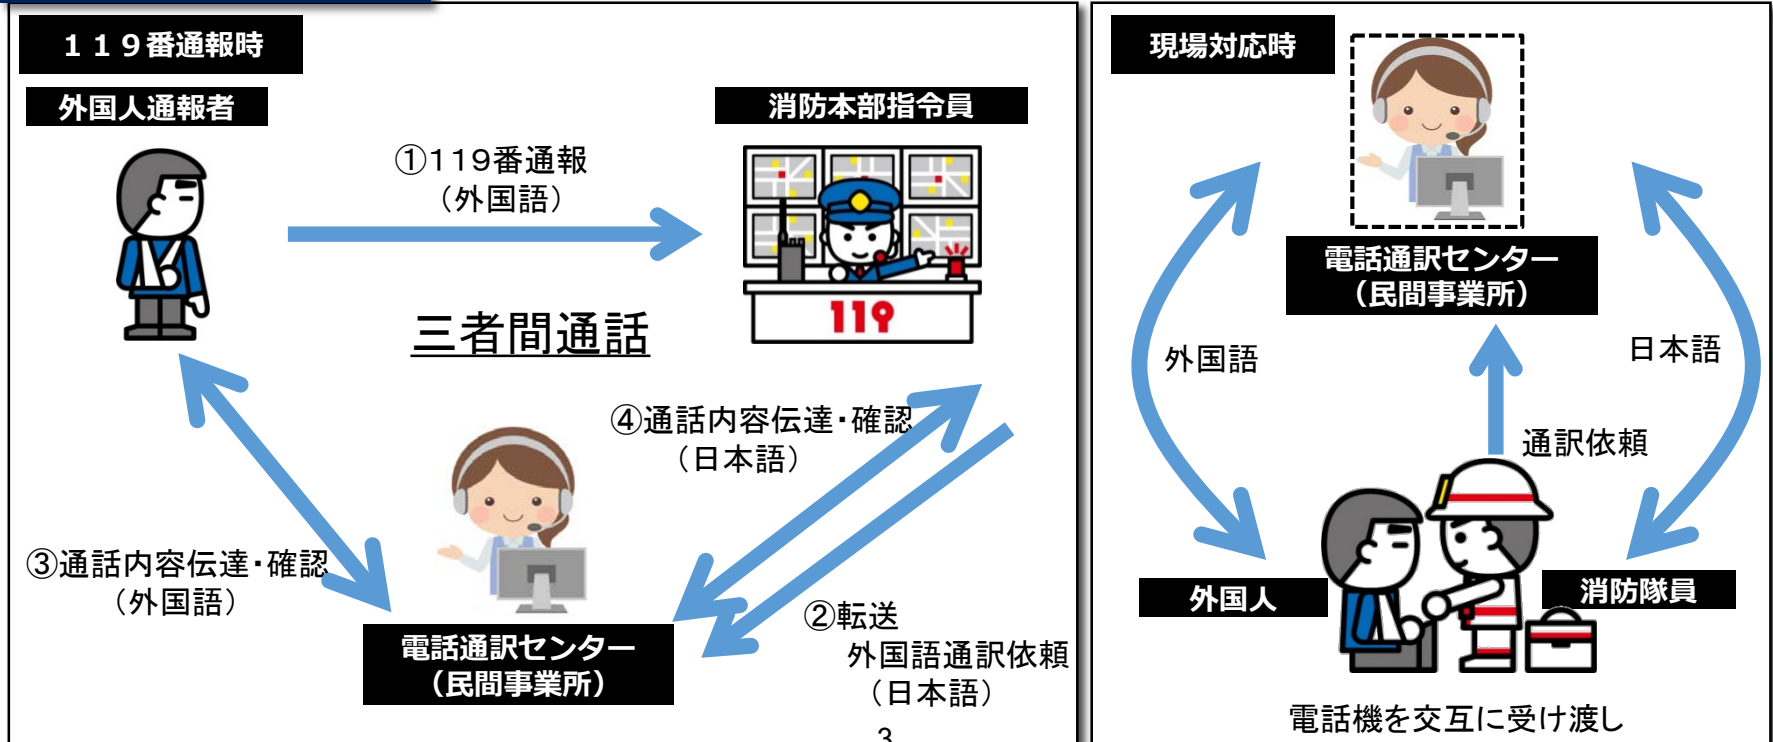 １１９番通報時
外国人通報者
消防本部指令員
①119番通報
（外国語）
119
三者間通話
④通話内容伝達・確認
（日本語）
③通話内容伝達・確認
（外国語）
電話通訳センター
（民間事業所）
②転送
外国語通訳依頼
（日本語）
3
現場対応時
電話通訳センター
（民間事業所）
外国語
日本語
通訳依頼
外国人
消防隊員
電話機を交互に受け渡し